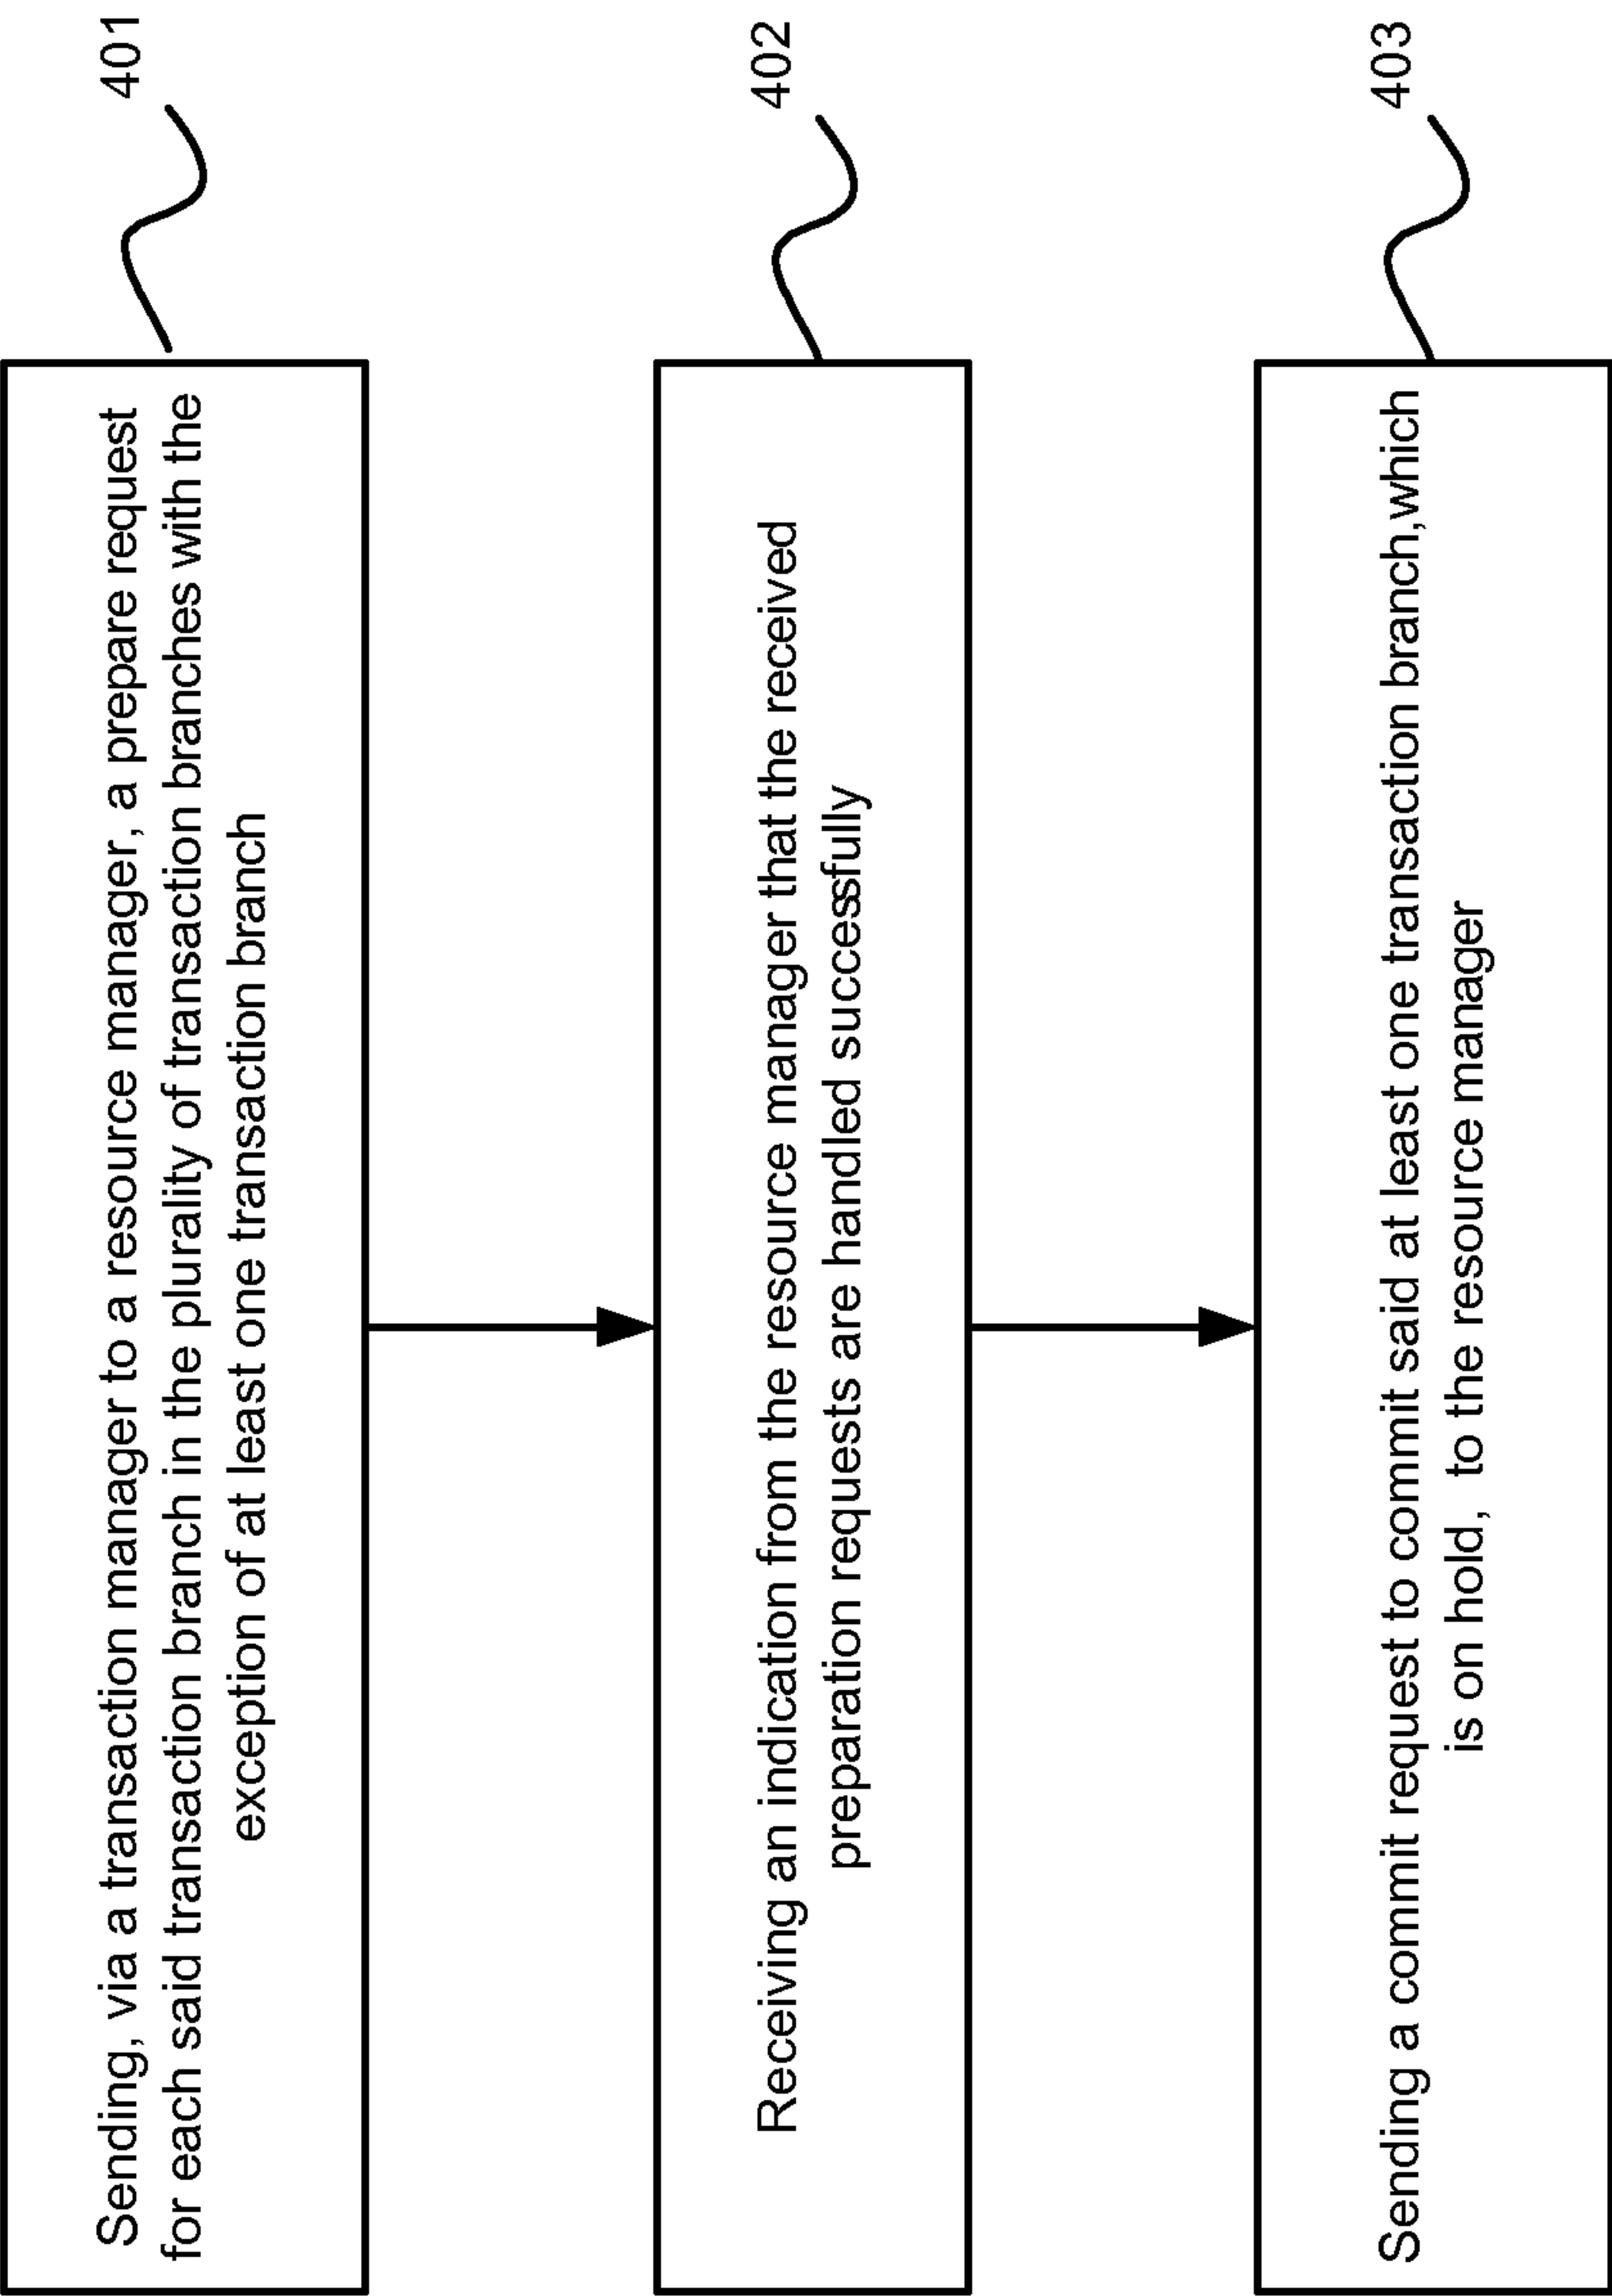 Sending, via a transaction manager to a resource manager, a prepare request
for each said transaction branch in the plurality of transaction branches with the
exception of at least one transaction branch
401
Receiving an indication from the resource manager that the received
preparation requests are handled successfully
402
Sending a commit request to commit said at least one transaction branch,which
is on hold, to the resource manager
403